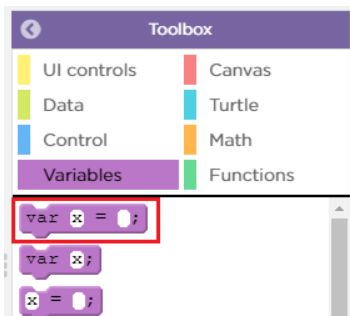 Toolbox
UI controls Canvas
Data Turtle
Control Math
Variables Functions
var x = ;
var x;
x = ;